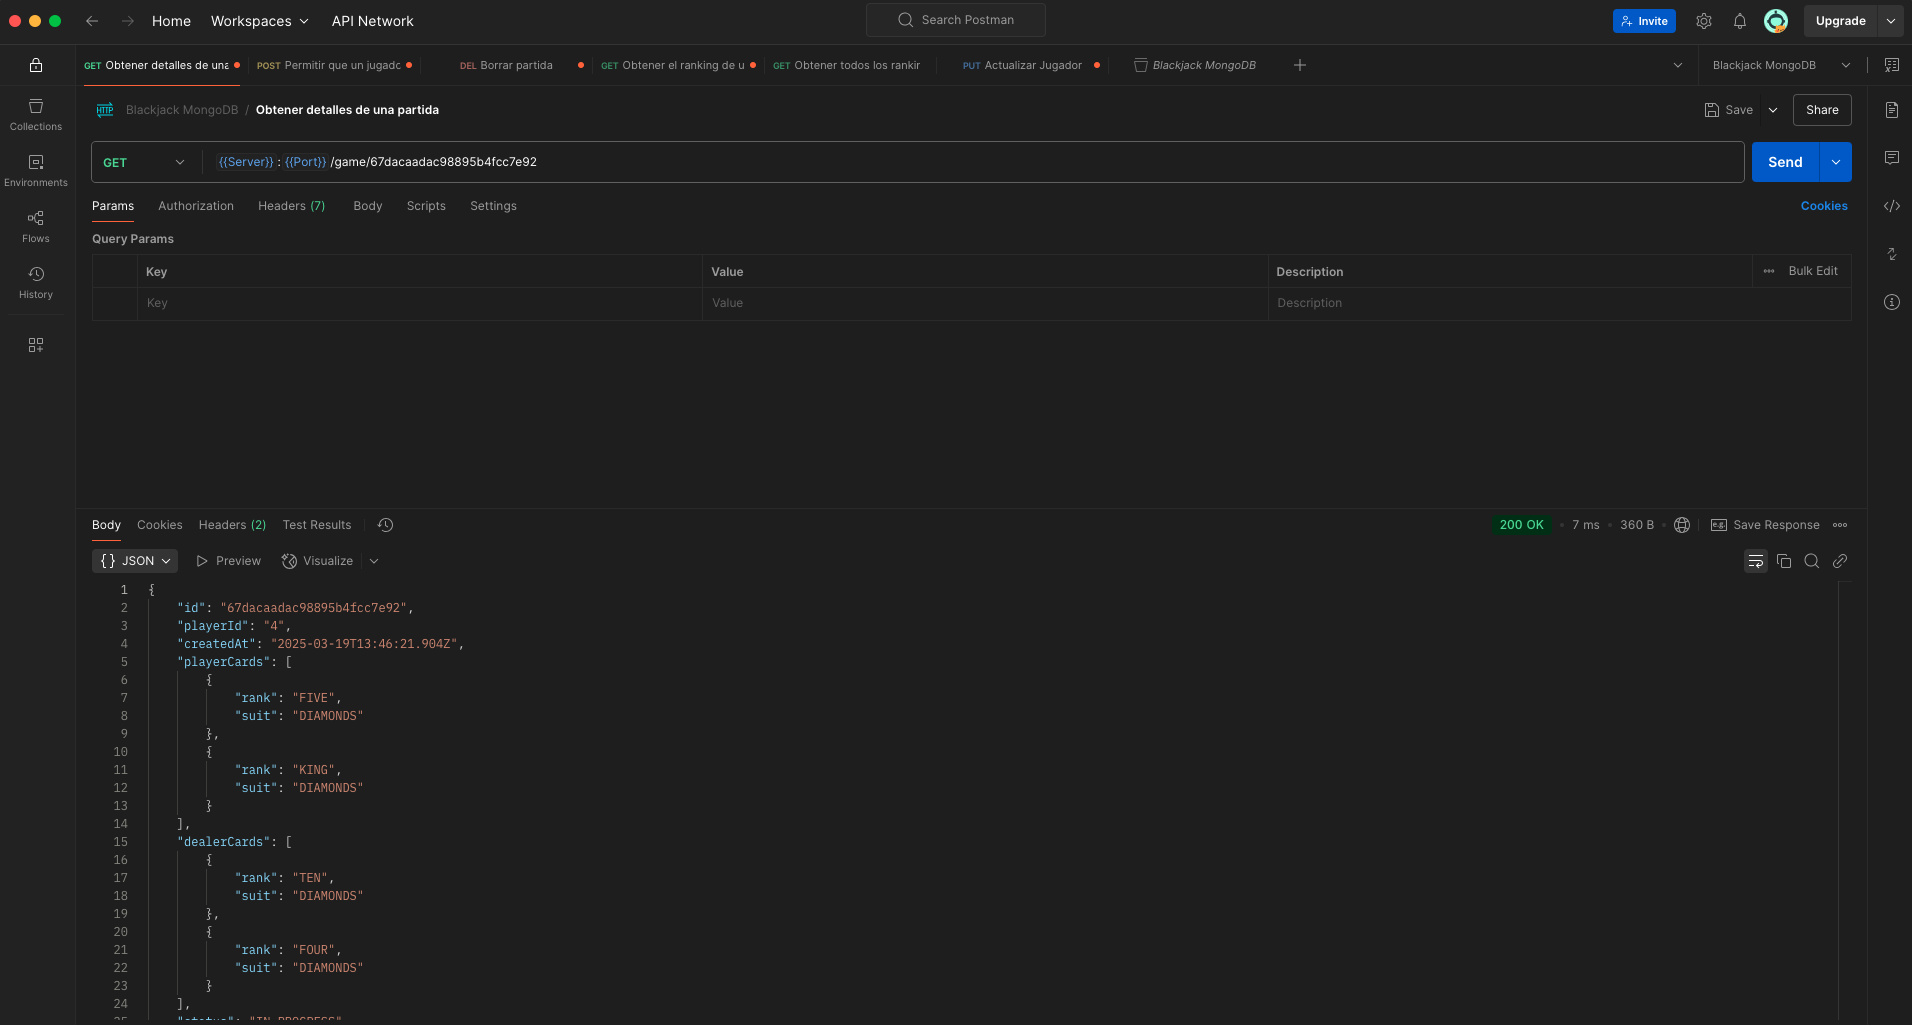 Home Workspaces API Network Search Postman Invite Upgrade
GET Obtener detalles de una POST Permitir que un jugado DEL Borrar partida GET Obtener el ranking de u GET Obtener todos los rankin PUT Actualizar Jugador Blackjack MongoDB Blackjack MongoDB
HTTP Blackjack MongoDB / Obtener detalles de una partida Save Share
Collections
GET {{Server}}:{{Port}}/game/67dacaadac98895b4fcc7e92 Send
Environments
Params Authorization Headers (7) Body Scripts Settings Cookies
Flows
Query Params
Key Value Description Bulk Edit
History
Key Value Description
Body Cookies Headers (2) Test Results 200 OK 7 ms 360 B e.g. Save Response
{} JSON Preview Visualize
1 {
2 "id": "67dacaadac98895b4fcc7e92",
3 "playerId": "4",
4 "createdAt": "2025-03-19T13:46:21.904Z",
5 "playerCards": [
6 {
7 "rank": "FIVE",
8 "suit": "DIAMONDS"
9 },
10 {
11 "rank": "KING",
12 "suit": "DIAMONDS"
13 }
14 ],
15 "dealerCards": [
16 {
17 "rank": "TEN",
18 "suit": "DIAMONDS"
19 },
20 {
21 "rank": "FOUR",
22 "suit": "DIAMONDS"
23 }
24 ],
25 "status": "IN_PROGRESS"